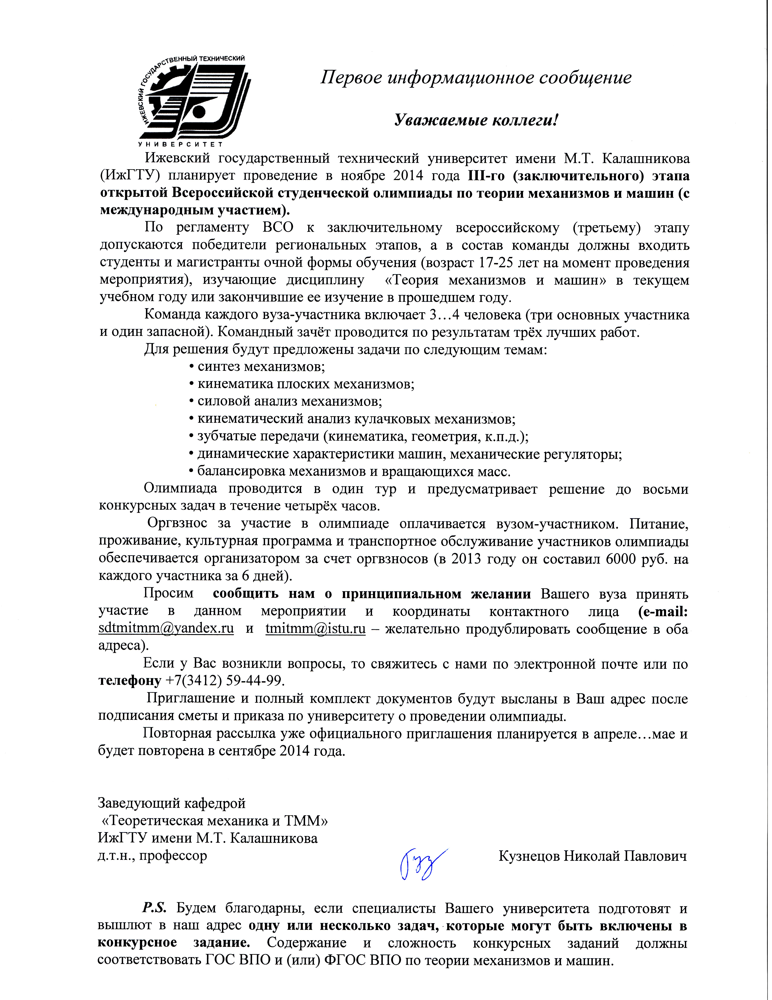 ИЖЕВСКИЙ ГОСУДАРСТВЕННЫЙ ТЕХНИЧЕСКИЙ
УНИВЕРСИТЕТ
Первое информационное сообщение
Уважаемые коллеги!
Ижевский государственный технический университет имени М.Т. Калашникова
(ИжГТУ) планирует проведение в ноябре 2014 года III-го (заключительного) этапа
открытой Всероссийской студенческой олимпиады по теории механизмов и машин (с
международным участием).
По регламенту ВСО к заключительному всероссийскому (третьему) этапу
допускаются победители региональных этапов, а в состав команды должны входить
студенты и магистранты очной формы обучения (возраст 17-25 лет на момент проведения
мероприятия), изучающие дисциплину «Теория механизмов и машин» в текущем
учебном году или закончившие ее изучение в прошедшем году.
Команда каждого вуза-участника включает 3…4 человека (три основных участника
и один запасной). Командный зачёт проводится по результатам трёх лучших работ.
Для решения будут предложены задачи по следующим темам:
• синтез механизмов;
• кинематика плоских механизмов;
• силовой анализ механизмов;
• кинематический анализ кулачковых механизмов;
• зубчатые передачи (кинематика, геометрия, к.п.д.);
• динамические характеристики машин, механические регуляторы;
• балансировка механизмов и вращающихся масс.
Олимпиада проводится в один тур и предусматривает решение до восьми
конкурсных задач в течение четырёх часов.
Оргвзнос за участие в олимпиаде оплачивается вузом-участником. Питание,
проживание, культурная программа и транспортное обслуживание участников олимпиады
обеспечивается организатором за счет оргвзносов (в 2013 году он составил 6000 руб. на
каждого участника за 6 дней).
Просим сообщить нам о принципиальном желании Вашего вуза принять
участие в данном мероприятии и координаты контактного лица (e-mail:
sdtmitmm@yandex.ru и tmitmm@istu.ru – желательно продублировать сообщение в оба
адреса).
Если у Вас возникли вопросы, то свяжитесь с нами по электронной почте или по
телефону +7(3412) 59-44-99.
Приглашение и полный комплект документов будут высланы в Ваш адрес после
подписания сметы и приказа по университету о проведении олимпиады.
Повторная рассылка уже официального приглашения планируется в апреле…мае и
будет повторена в сентябре 2014 года.
Заведующий кафедрой
«Теоретическая механика и ТММ»
ИжГТУ имени М.Т. Калашникова
д.т.н., профессор Кузнецов Николай Павлович
P.S. Будем благодарны, если специалисты Вашего университета подготовят и
вышлют в наш адрес одну или несколько задач, которые могут быть включены в
конкурсное задание. Содержание и сложность конкурсных заданий должны
соответствовать ГОС ВПО и (или) ФГОС ВПО по теории механизмов и машин.